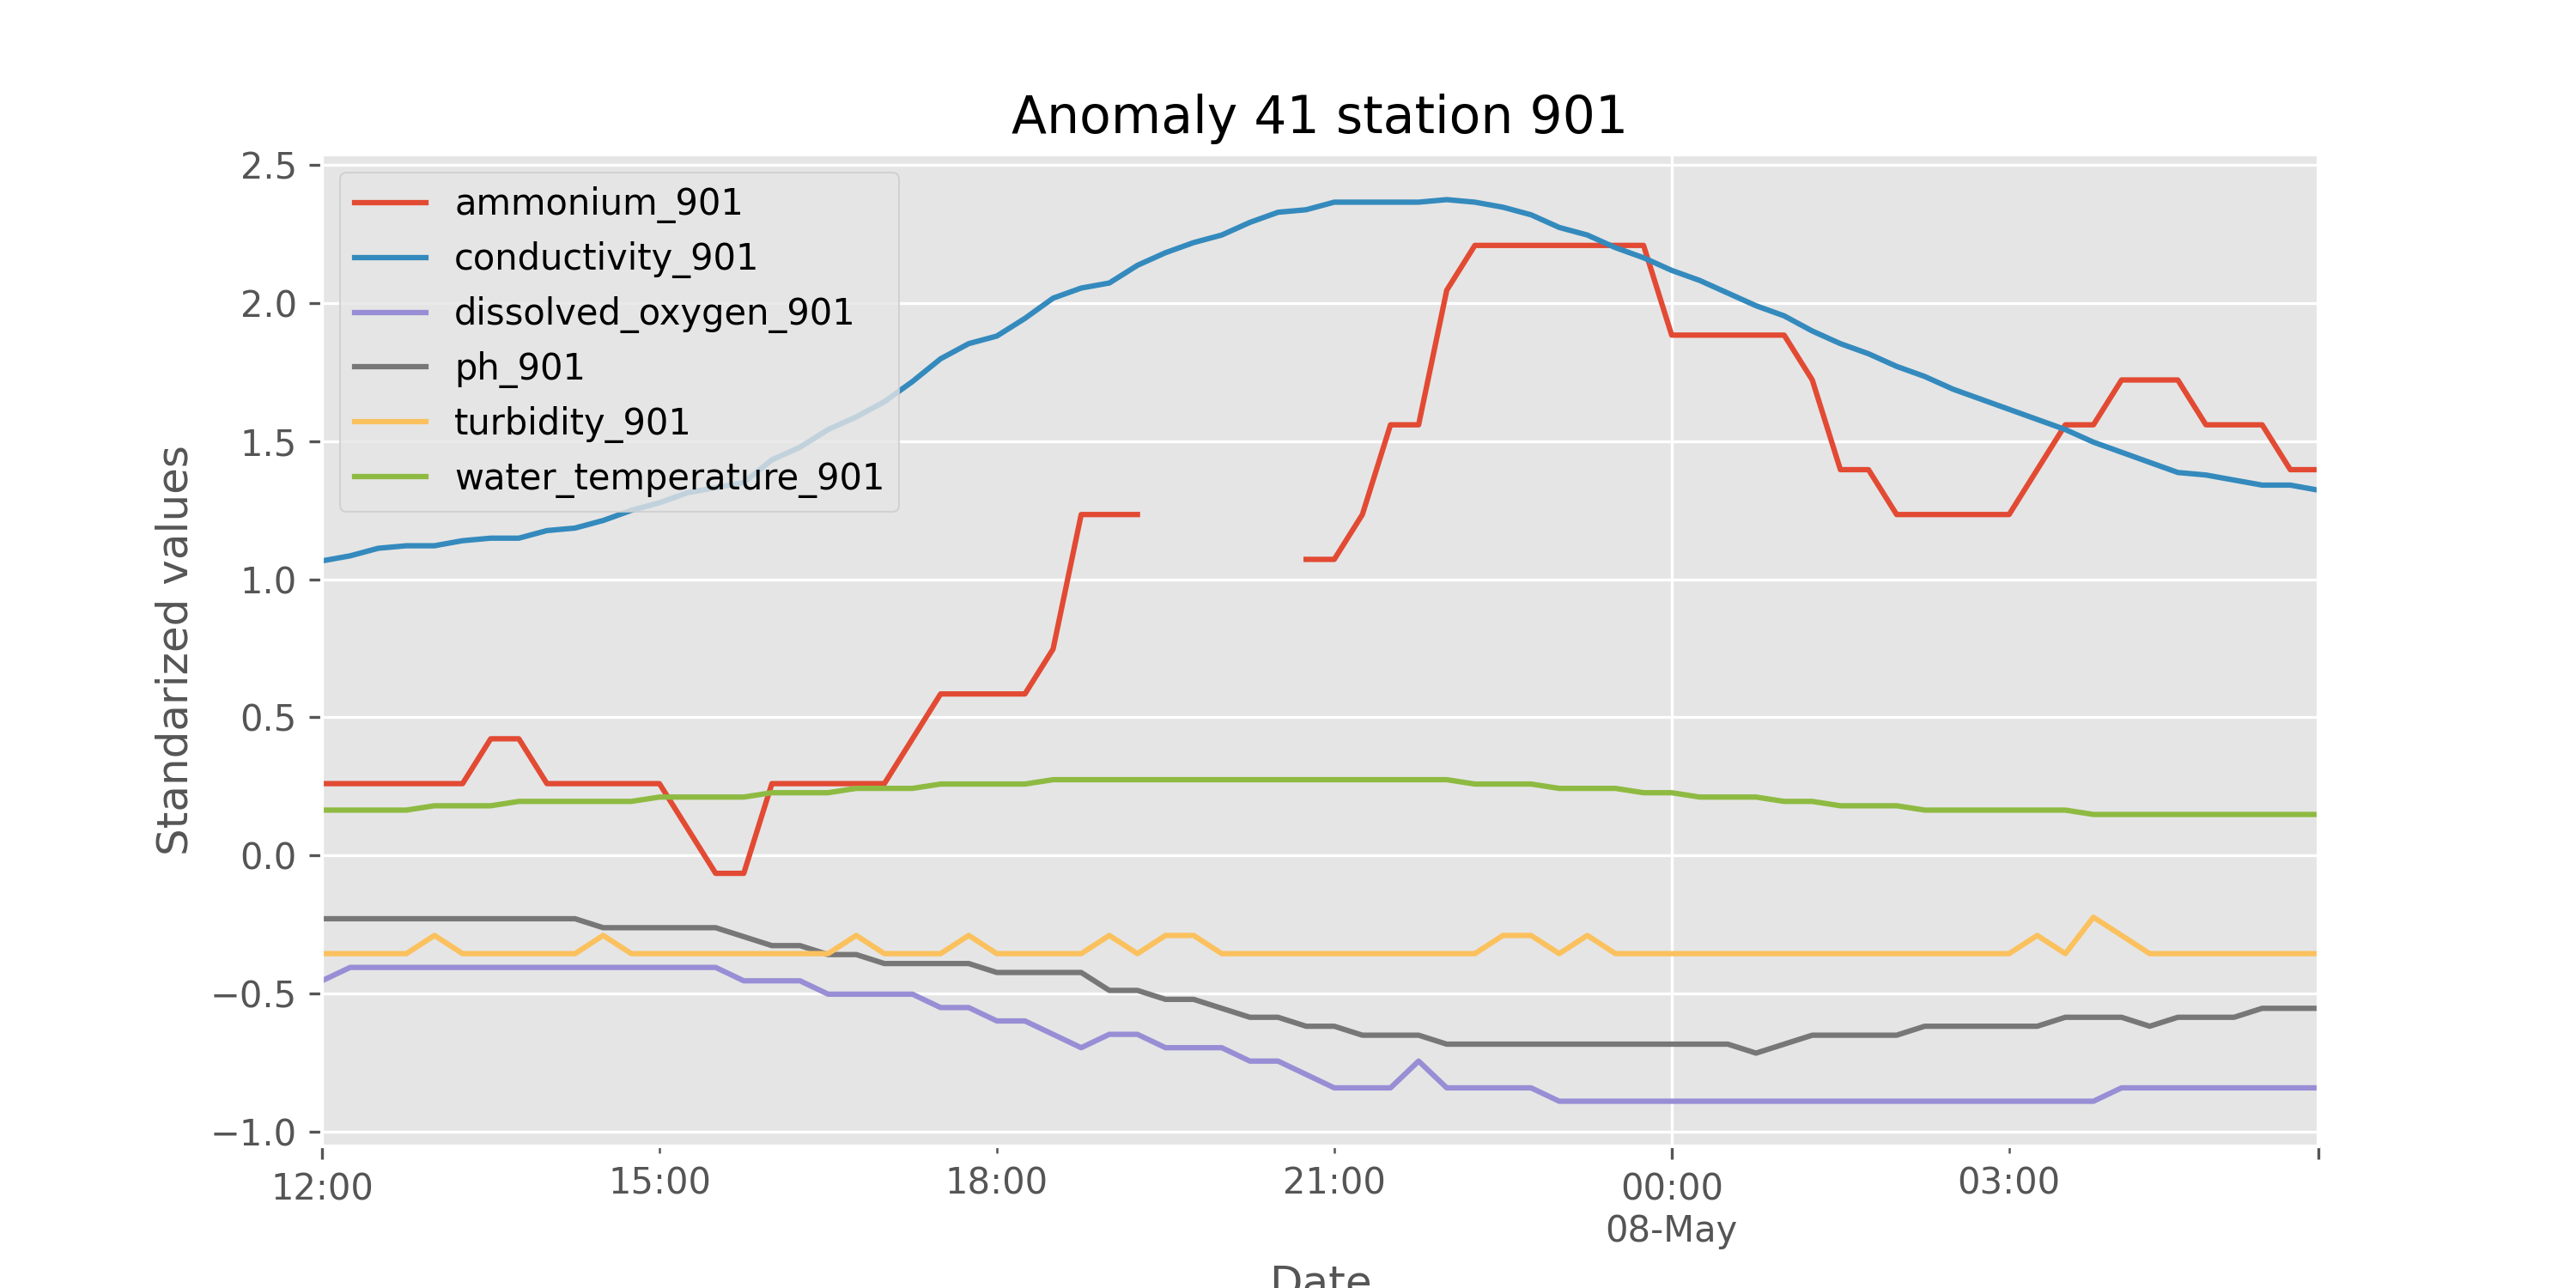 Anomaly 41 station 901
2.5
2.0
1.5
1.0
0.5
0.0
−0.5
−1.0
Standarized values
ammonium_901
conductivity_901
dissolved_oxygen_901
ph_901
turbidity_901
water_temperature_901
12:00 15:00 18:00 21:00 00:00 03:00
08-May
Date